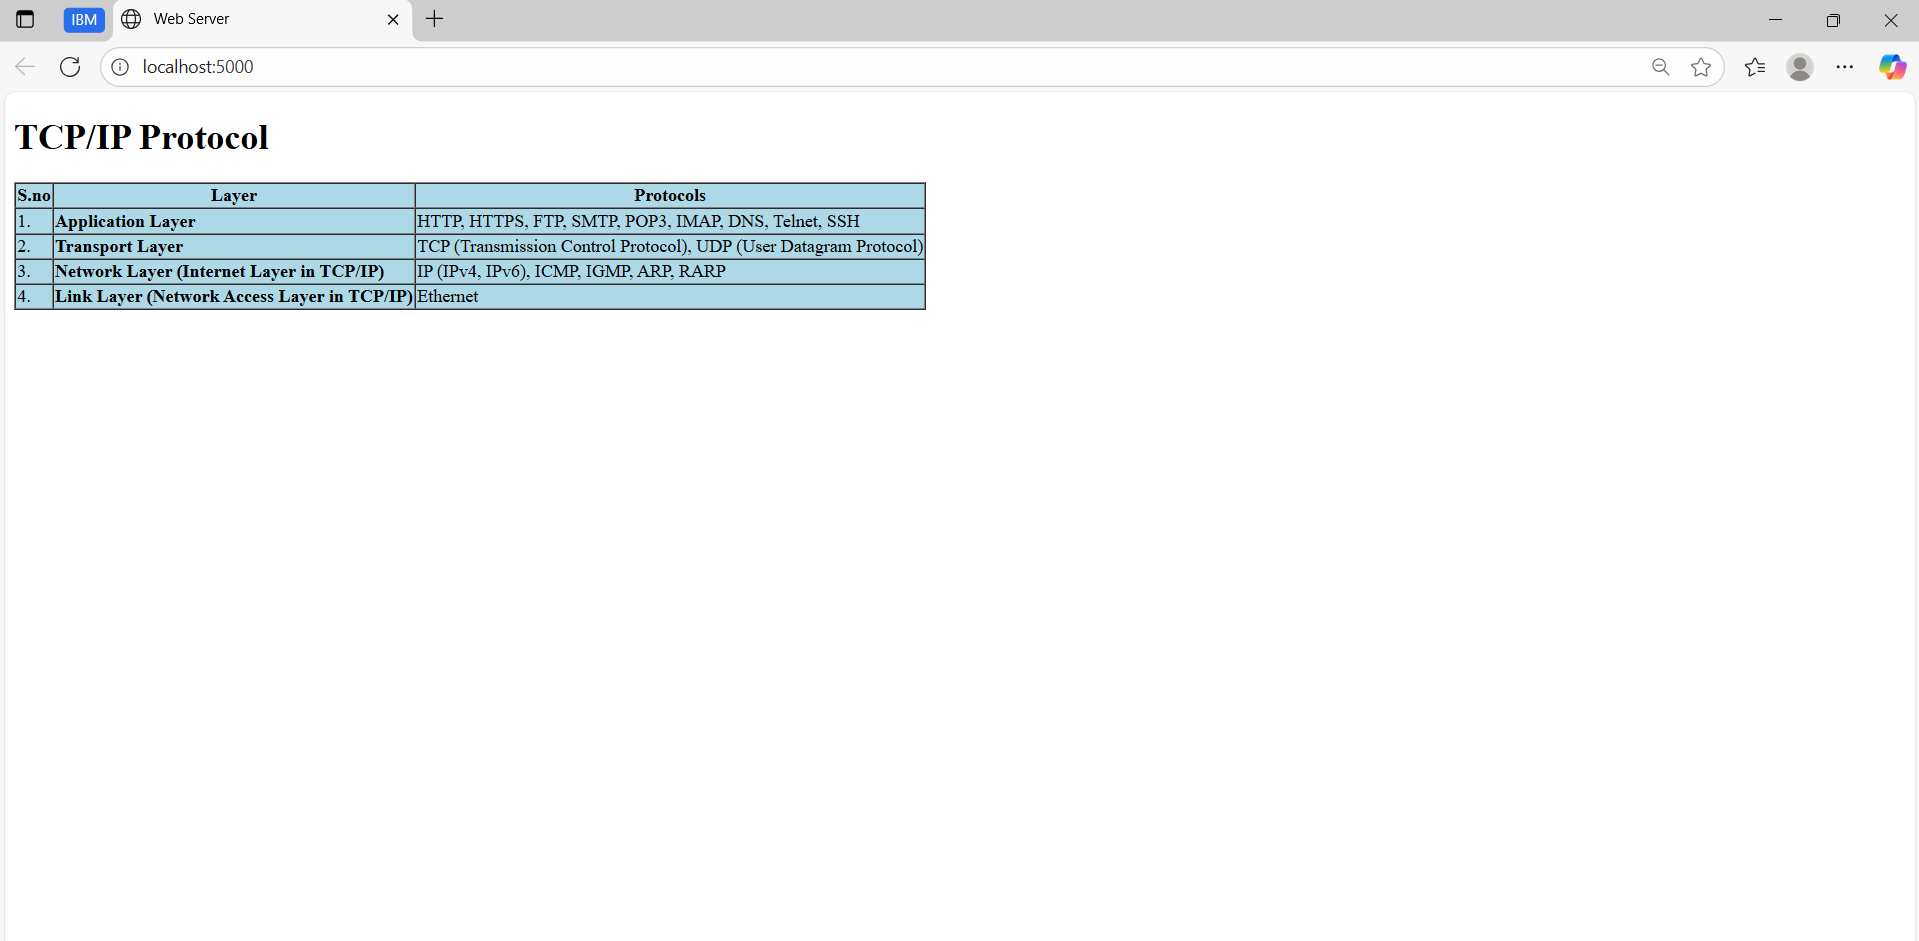 IBM Web Server
localhost:5000
TCP/IP Protocol
S.no Layer Protocols
1. Application Layer HTTP, HTTPS, FTP, SMTP, POP3, IMAP, DNS, Telnet, SSH
2. Transport Layer TCP (Transmission Control Protocol), UDP (User Datagram Protocol)
3. Network Layer (Internet Layer in TCP/IP) IP (IPv4, IPv6), ICMP, IGMP, ARP, RARP
4. Link Layer (Network Access Layer in TCP/IP) Ethernet